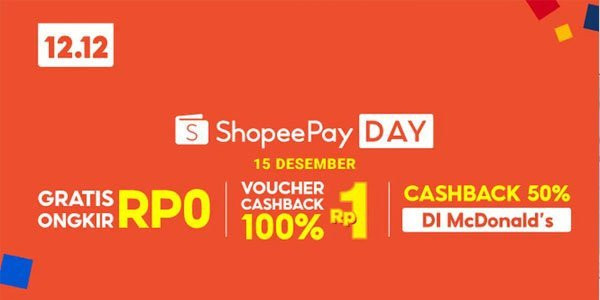 12.12
S ShopeePay DAY
15 DESEMBER
GRATIS
ONGKIR RP0
VOUCHER
CASHBACK
100% Rp1
CASHBACK 50%
DI McDonald's